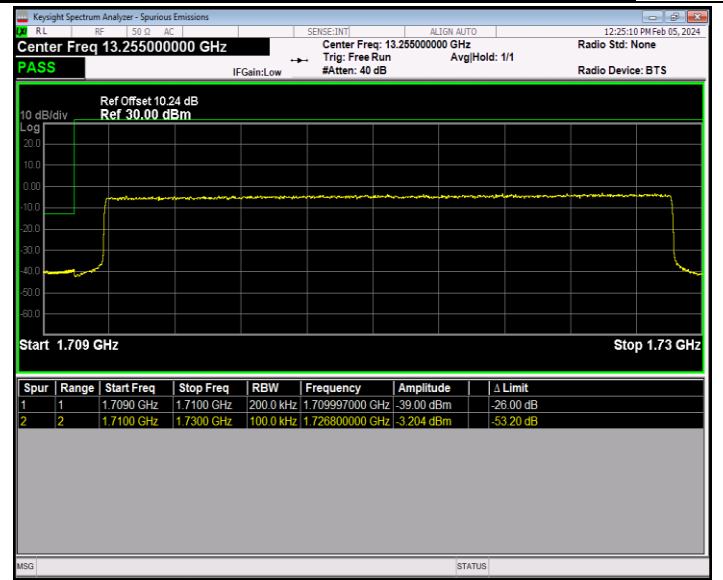 Keysight Spectrum Analyzer - Spurious Emissions
RL RF 50 Ω AC SENSE:INT ALIGN AUTO 12:25:10 PM Feb 05, 2024
Center Freq 13.255000000 GHz Center Freq: 13.255000000 GHz Radio Std: None
Trig: Free Run Avg|Hold: 1/1
PASS IFGain:Low #Atten: 40 dB Radio Device: BTS
Ref Offset 10.24 dB
10 dB/div Ref 30.00 dBm
Log
20.0
10.0
0.00
-10.0
-20.0
-30.0
-40.0
-50.0
-60.0
Start 1.709 GHz Stop 1.73 GHz
Spur Range Start Freq Stop Freq RBW Frequency Amplitude Δ Limit
1 1 1.7090 GHz 1.7100 GHz 200.0 kHz 1.709997000 GHz -39.00 dBm -26.00 dB
2 2 1.7100 GHz 1.7300 GHz 100.0 kHz 1.726800000 GHz -3.204 dBm -53.20 dB
MSG STATUS